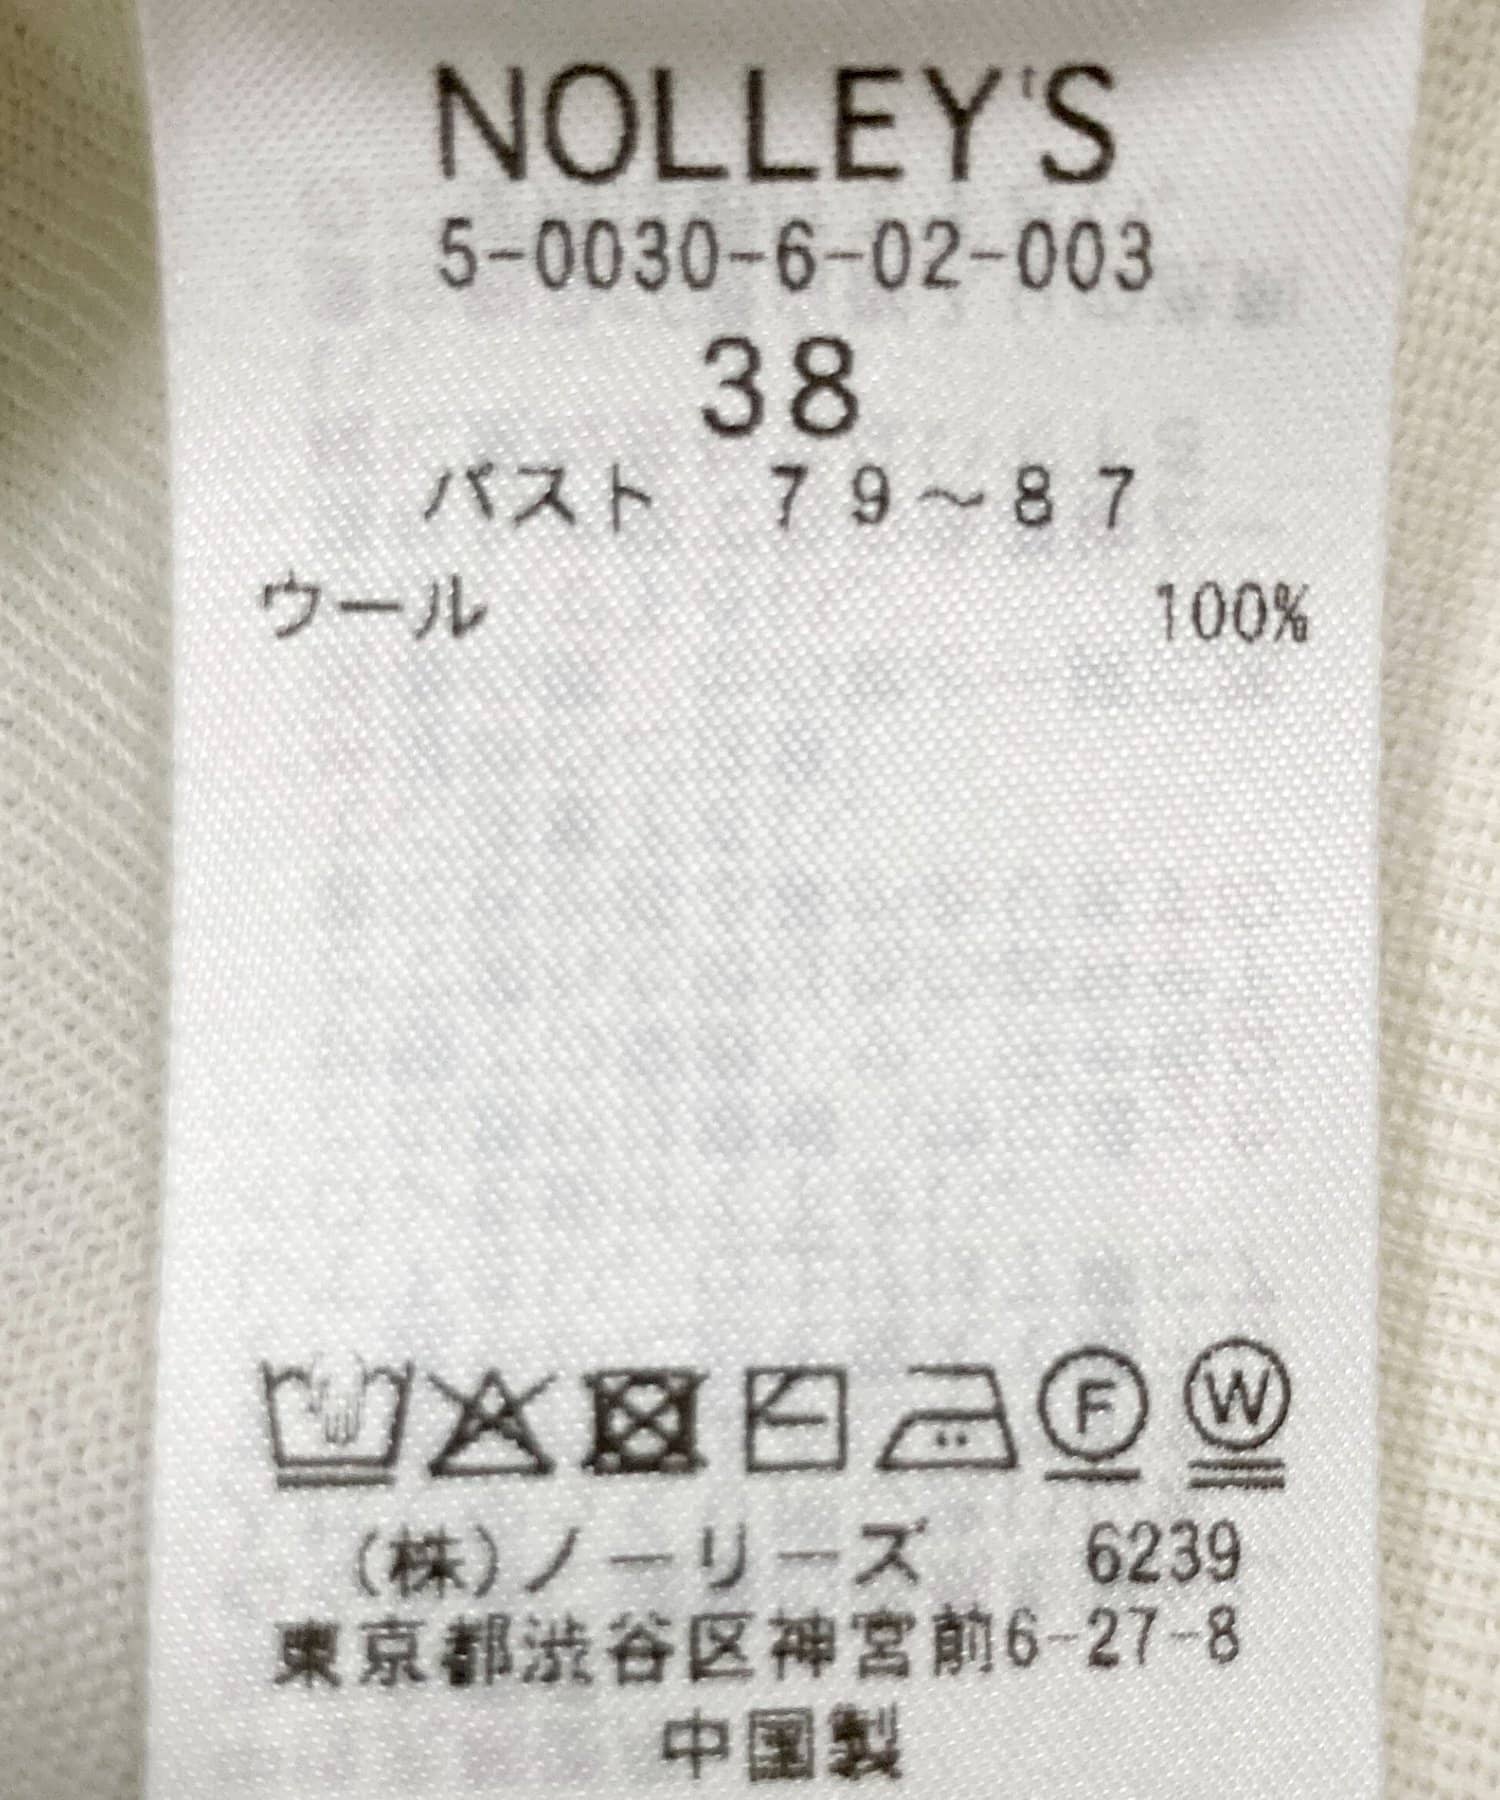 NOLLEY'S
5-0030-6-02-003
38
バスト 79~87
ウール 100%
F W
(株)ノーリーズ 6239
東京都渋谷区神宮前6-27-8
中国製